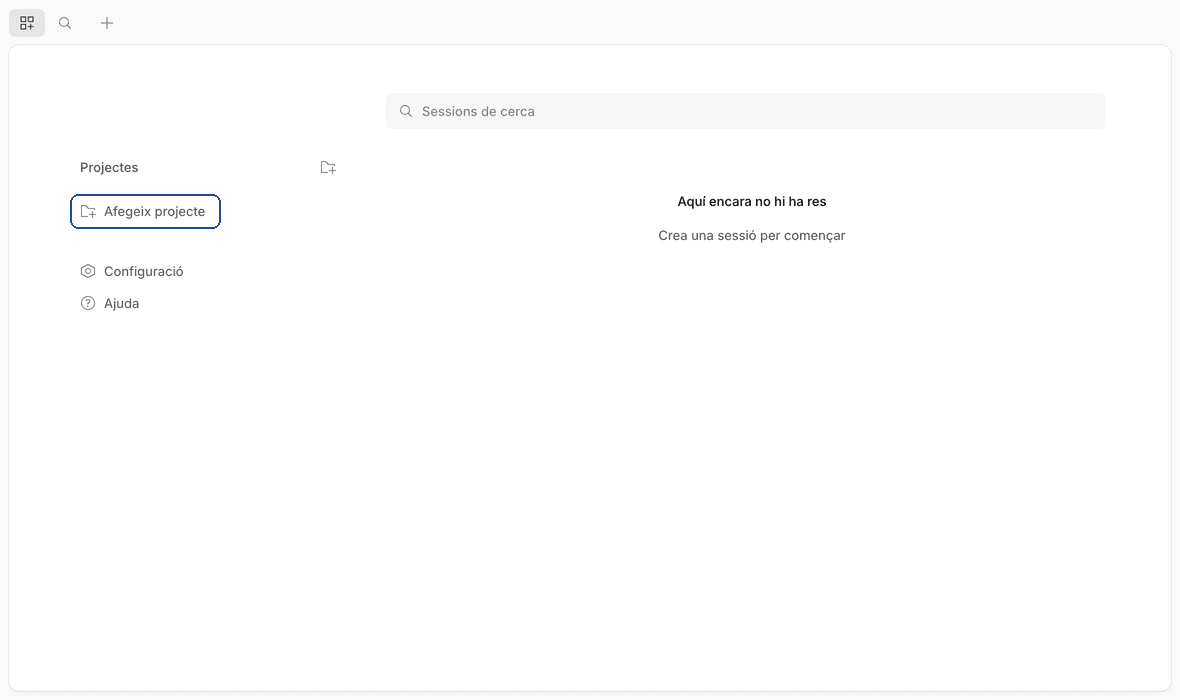 Sessions de cerca
Projectes
Afegeix projecte
Aquí encara no hi ha res
Crea una sessió per començar
Configuració
Ajuda